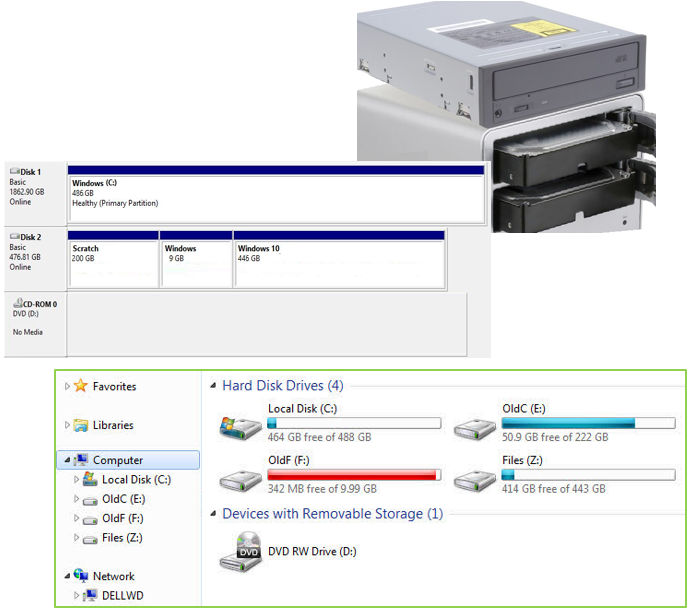 Disk 1
Basic
1862.90 GB
Online
Windows (C:)
486 GB
Healthy (Primary Partition)
Disk 2
Basic
476.81 GB
Online
Scratch
200 GB
Windows
9 GB
Windows 10
446 GB
CD-ROM 0
DVD (D:)
No Media
Favorites
Libraries
Computer
Local Disk (C:)
OldC (E:)
OldF (F:)
Files (Z:)
Network
DELLWD
Hard Disk Drives (4)
Local Disk (C:)
464 GB free of 488 GB
OldC (E:)
50.9 GB free of 222 GB
OldF (F:)
342 MB free of 9.99 GB
Files (Z:)
414 GB free of 443 GB
Devices with Removable Storage (1)
DVD
DVD RW Drive (D:)